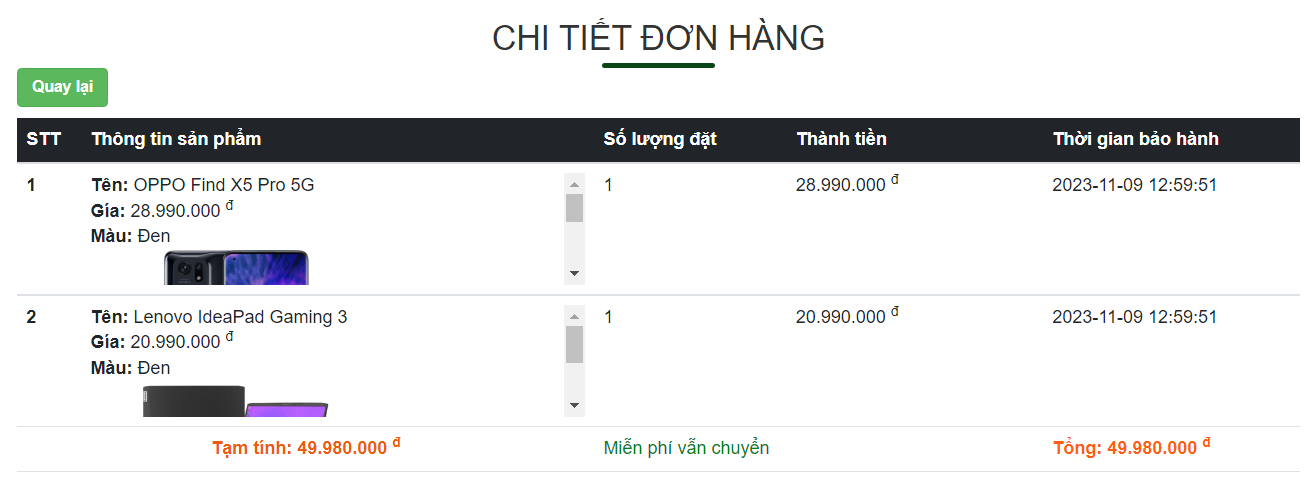 CHI TIẾT ĐƠN HÀNG
Quay lại
STT Thông tin sản phẩm Số lượng đặt Thành tiền Thời gian bảo hành
1 Tên: OPPO Find X5 Pro 5G 1 28.990.000 đ 2023-11-09 12:59:51
Gía: 28.990.000 đ
Màu: Đen
2 Tên: Lenovo IdeaPad Gaming 3 1 20.990.000 đ 2023-11-09 12:59:51
Gía: 20.990.000 đ
Màu: Đen
Tạm tính: 49.980.000 đ Miễn phí vẫn chuyển Tổng: 49.980.000 đ